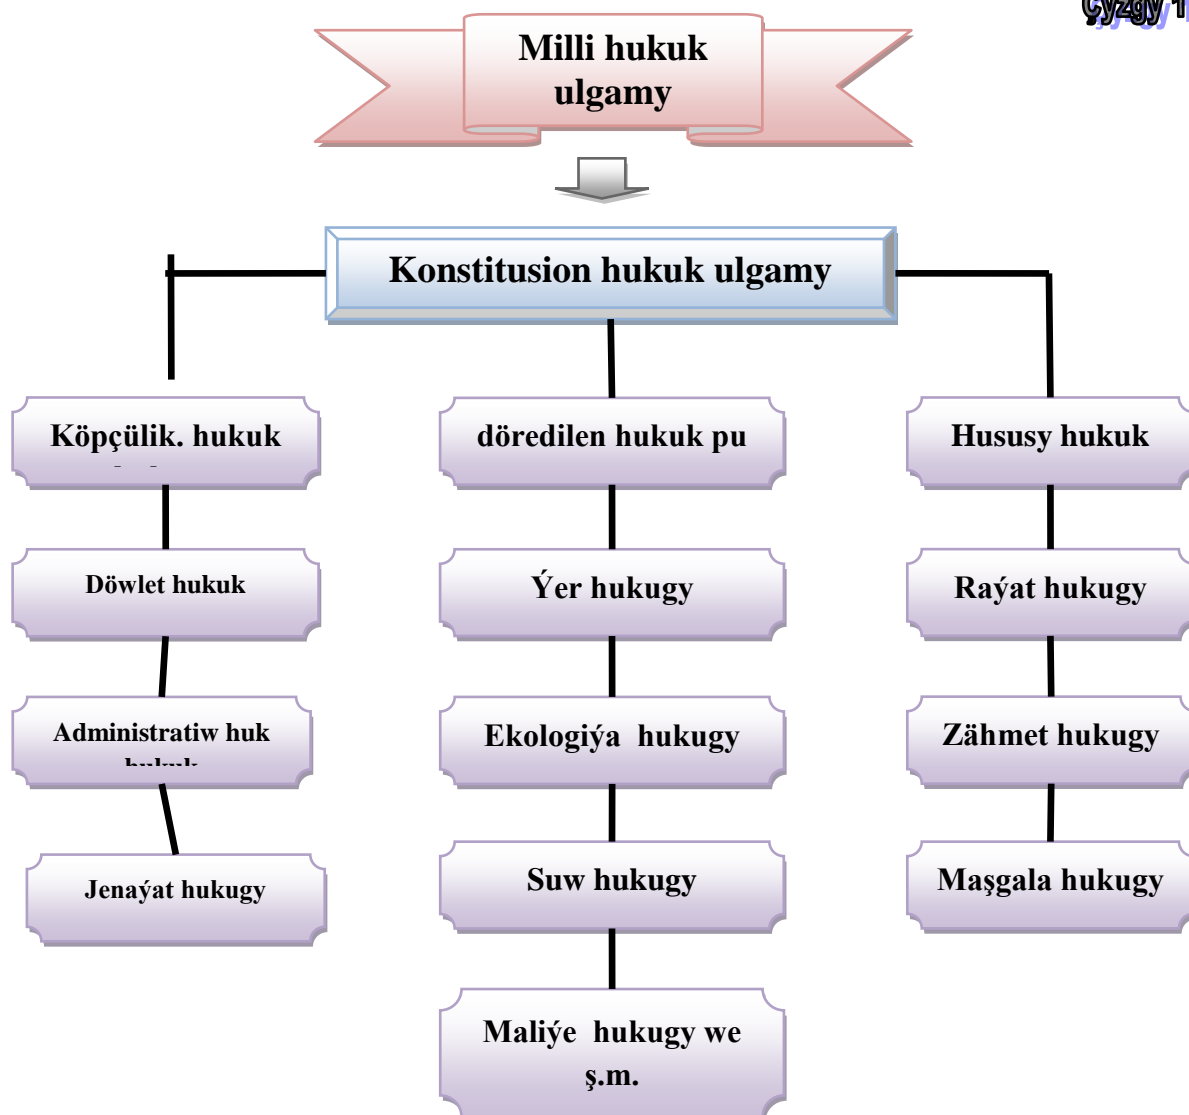 Çyzgy 1
Milli hukuk
ulgamy
Konstitusion hukuk ulgamy
Köpçülik. hukuk
döredilen hukuk pu
Hususy hukuk
Döwlet hukuk
Ýer hukugy
Raýat hukugy
Administratiw huk
hukuk
Ekologiýa hukugy
Zähmet hukugy
Jenaýat hukugy
Suw hukugy
Maşgala hukugy
Maliýe hukugy we
ş.m.